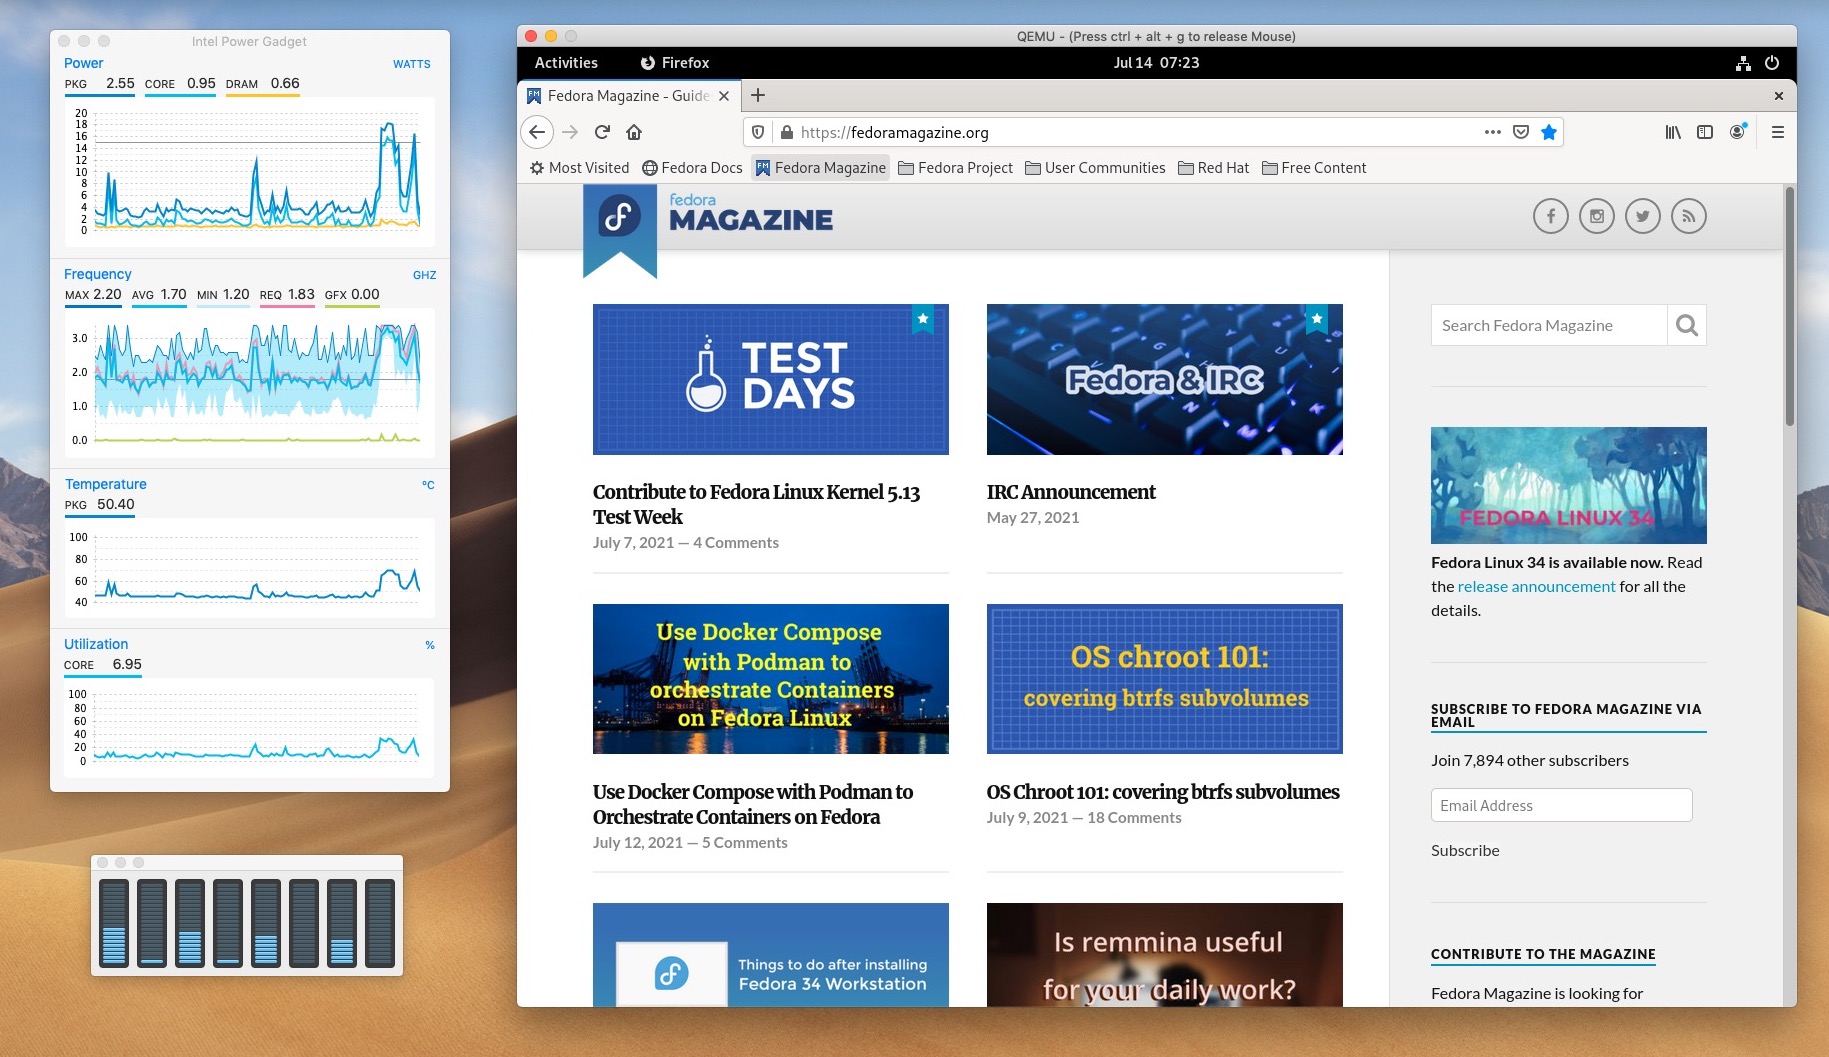 Intel Power Gadget
Power WATTS
PKG 2.55 CORE 0.95 DRAM 0.66
20
18
16
14
12
10
8
6
4
2
0
Frequency GHZ
MAX 2.20 AVG 1.70 MIN 1.20 REQ 1.83 GFX 0.00
3.0
2.0
1.0
0.0
Temperature °C
PKG 50.40
100
80
60
40
Utilization %
CORE 6.95
100
80
60
40
20
0
QEMU - (Press ctrl + alt + g to release Mouse)
Activities Firefox Jul 14 07:23
FM Fedora Magazine - Guide
https://fedoramagazine.org
Most Visited Fedora Docs FM Fedora Magazine Fedora Project User Communities Red Hat Free Content
fedora
MAGAZINE
TEST
DAYS
Contribute to Fedora Linux Kernel 5.13
Test Week
July 7, 2021 — 4 Comments
Fedora & IRC
IRC Announcement
May 27, 2021
Use Docker Compose
with Podman to
orchestrate Containers
on Fedora Linux
Use Docker Compose with Podman to
Orchestrate Containers on Fedora
July 12, 2021 — 5 Comments
OS chroot 101:
covering btrfs subvolumes
OS Chroot 101: covering btrfs subvolumes
July 9, 2021 — 18 Comments
Things to do after installing
Fedora 34 Workstation
Is remmina useful
for your daily work?
Search Fedora Magazine
FEDORA LINUX 34
Fedora Linux 34 is available now. Read
the release announcement for all the
details.
SUBSCRIBE TO FEDORA MAGAZINE VIA
EMAIL
Join 7,894 other subscribers
Email Address
Subscribe
CONTRIBUTE TO THE MAGAZINE
Fedora Magazine is looking for